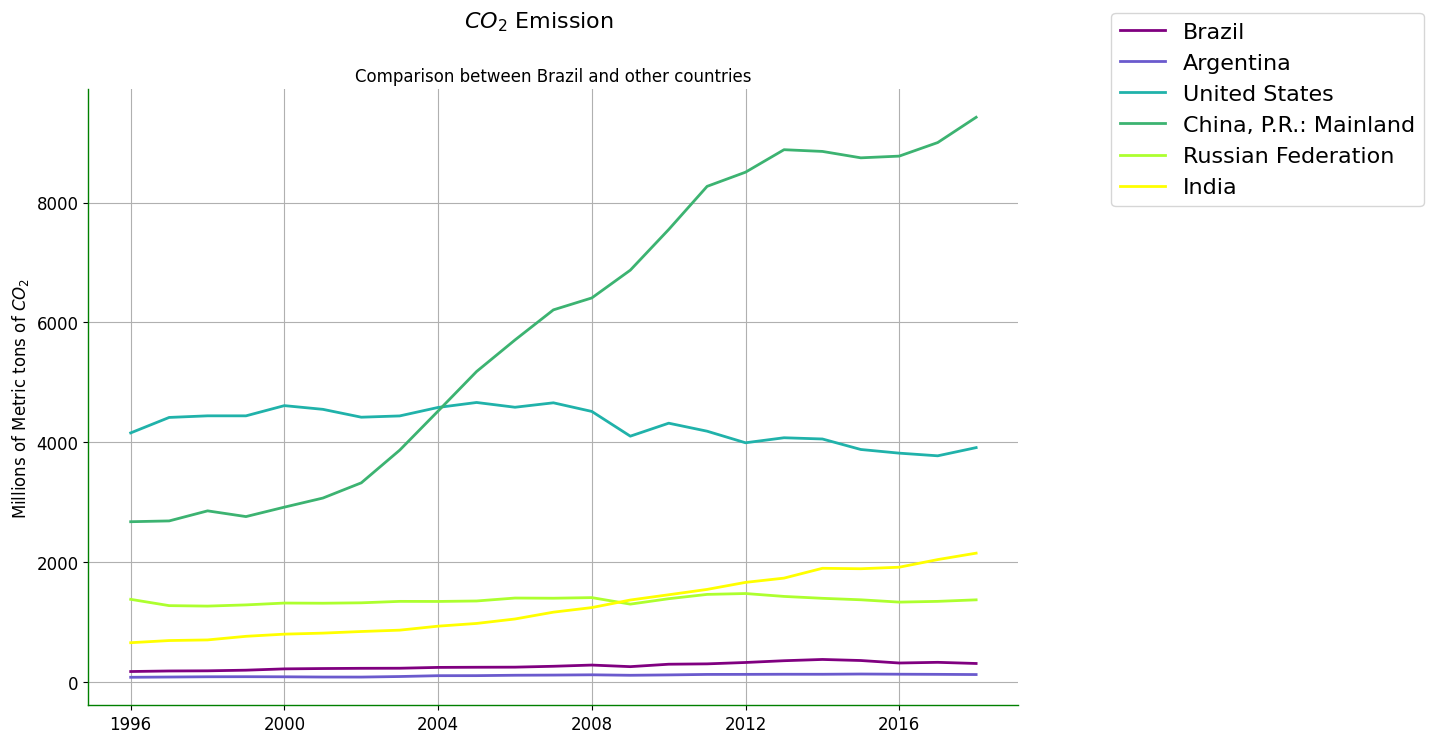 CO₂ Emission
Comparison between Brazil and other countries
Brazil
Argentina
United States
China, P.R.: Mainland
Russian Federation
India
Millions of Metric tons of CO₂
8000
6000
4000
2000
0
1996
2000
2004
2008
2012
2016